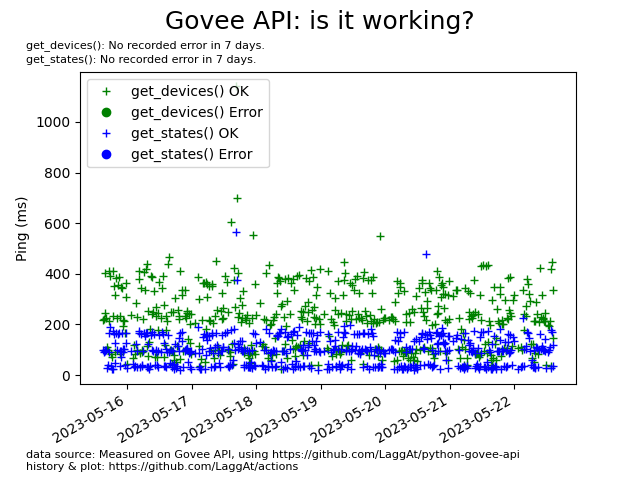 Govee API: is it working?
get_devices(): No recorded error in 7 days.
get_states(): No recorded error in 7 days.
get_devices() OK
get_devices() Error
get_states() OK
get_states() Error
Ping (ms)
1000
800
600
400
200
0
2023-05-16
2023-05-17
2023-05-18
2023-05-19
2023-05-20
2023-05-21
2023-05-22
data source: Measured on Govee API, using https://github.com/LaggAt/python-govee-api
history & plot: https://github.com/LaggAt/actions